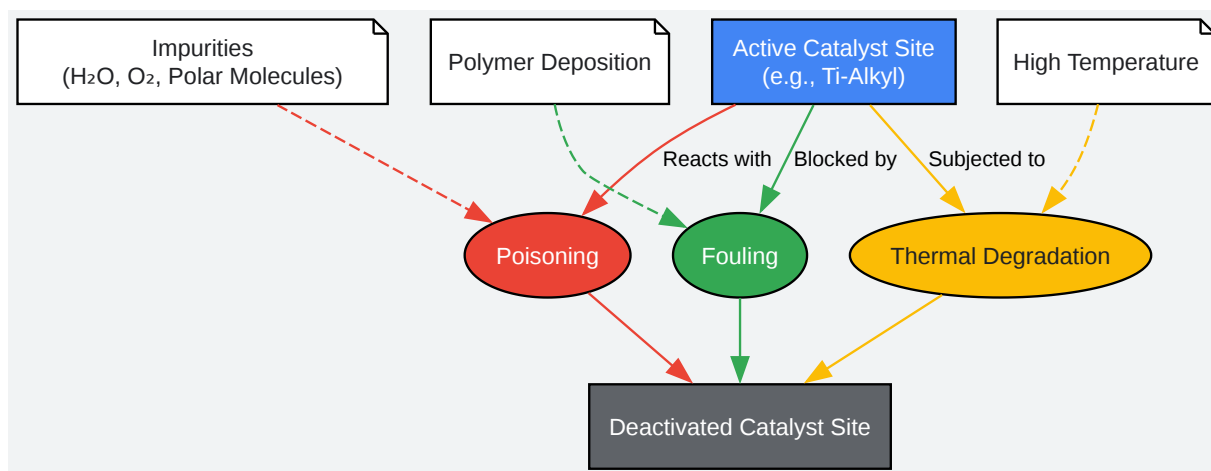 Impurities
(H₂O, O₂, Polar Molecules)
Polymer Deposition
Active Catalyst Site
(e.g., Ti-Alkyl)
High Temperature
Reacts with
Blocked by
Subjected to
Poisoning
Fouling
Thermal Degradation
Deactivated Catalyst Site